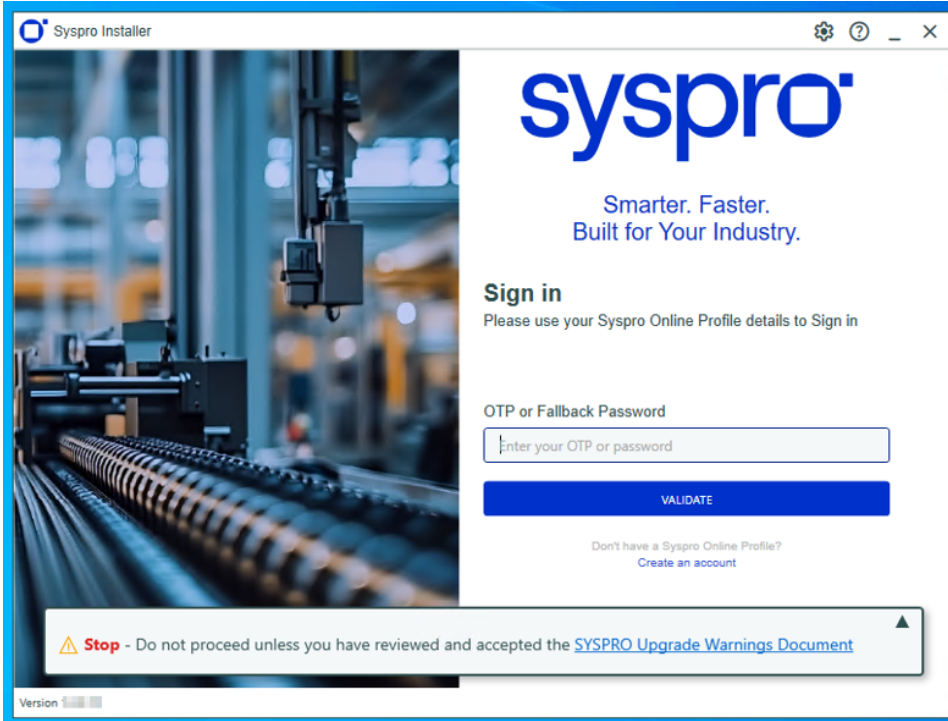 Syspro Installer
syspro
Smarter. Faster.
Built for Your Industry.
Sign in
Please use your Syspro Online Profile details to Sign in
OTP or Fallback Password
Enter your OTP or password
VALIDATE
Don't have a Syspro Online Profile?
Create an account
Stop - Do not proceed unless you have reviewed and accepted the SYSPRO Upgrade Warnings Document
Version